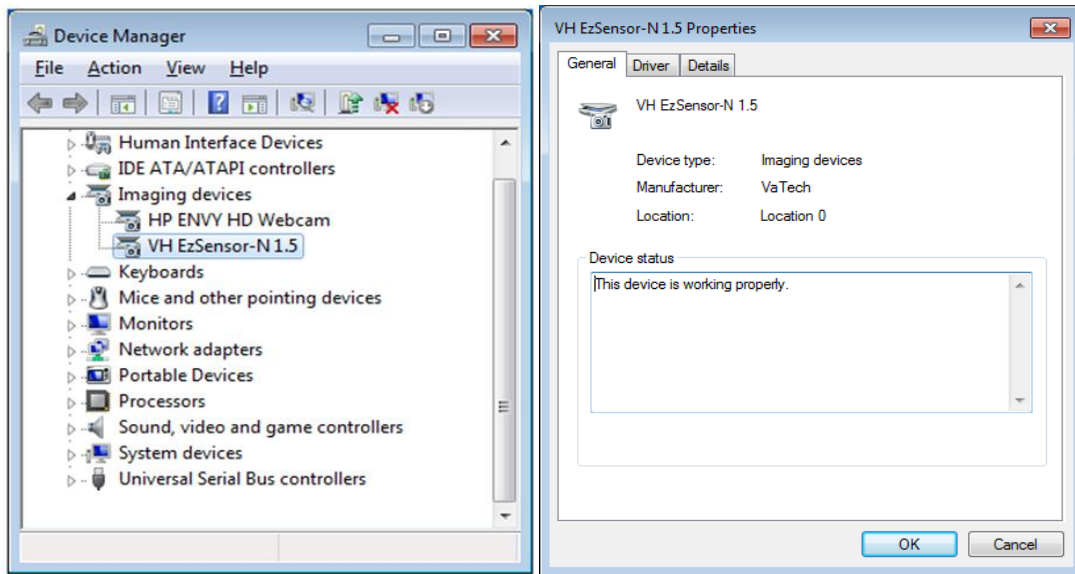 Device Manager
File Action View Help
Human Interface Devices
IDE ATA/ATAPI controllers
Imaging devices
HP ENVY HD Webcam
VH EzSensor-N 1.5
Keyboards
Mice and other pointing devices
Monitors
Network adapters
Portable Devices
Processors
Sound, video and game controllers
System devices
Universal Serial Bus controllers
VH EzSensor-N 1.5 Properties
General Driver Details
VH EzSensor-N 1.5
Device type: Imaging devices
Manufacturer: VaTech
Location: Location 0
Device status
This device is working properly.
OK Cancel